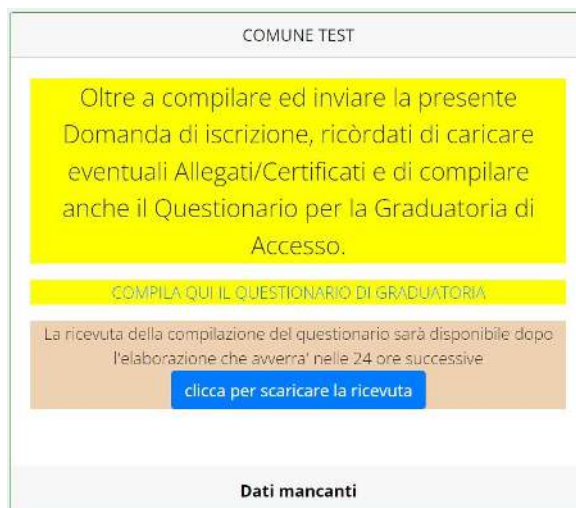 COMUNE TEST
Oltre a compilare ed inviare la presente
Domanda di iscrizione, ricòrdati di caricare
eventuali Allegati/Certificati e di compilare
anche il Questionario per la Graduatoria di
Accesso.
COMPILA QUI IL QUESTIONARIO DI GRADUATORIA
La ricevuta della compilazione del questionario sarà disponibile dopo
l'elaborazione che avverra' nelle 24 ore successive
clicca per scaricare la ricevuta
Dati mancanti